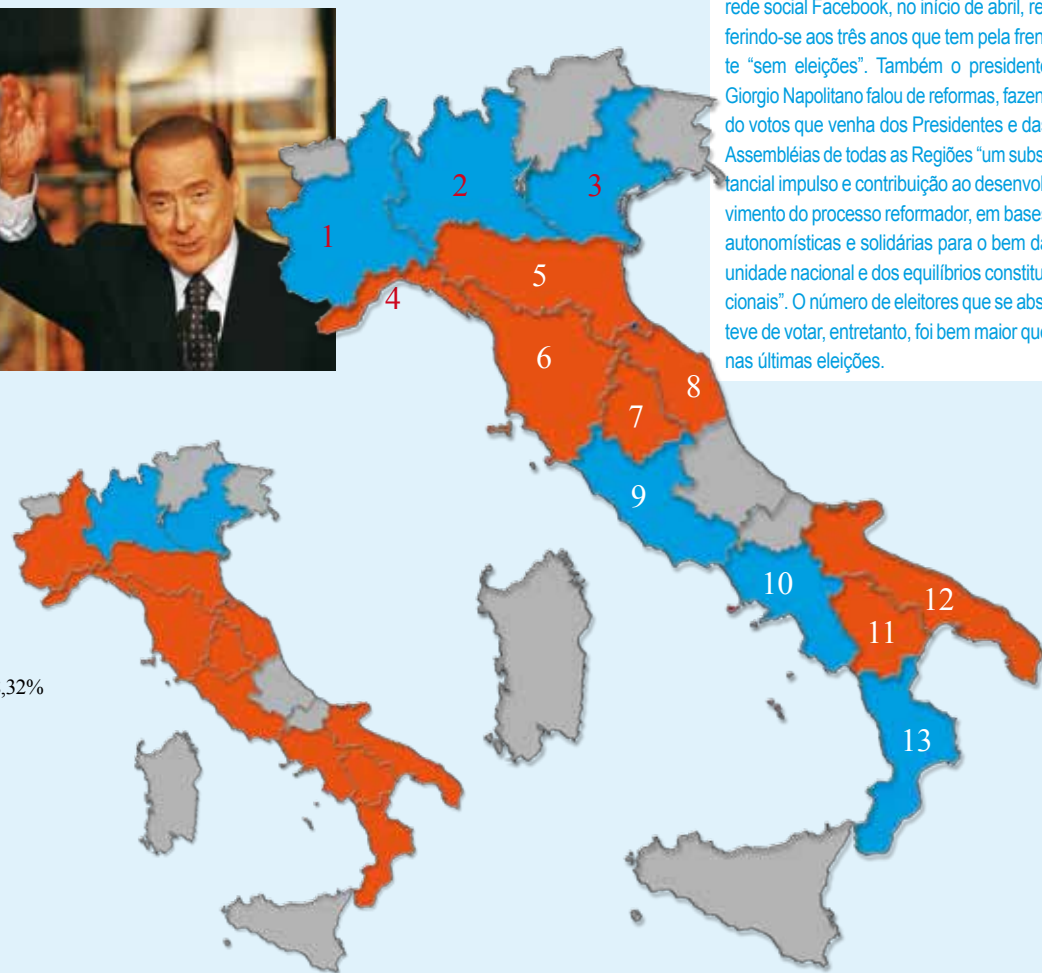 rede social Facebook, no início de abril, re
ferindo-se aos três anos que tem pela fren
te “sem eleições”. Também o presidente
Giorgio Napolitano falou de reformas, fazen
do votos que venha dos Presidentes e das
Assembléias de todas as Regiões “um subs
tancial impulso e contribuição ao desenvol
vimento do processo reformador, em base
autonomísticas e solidárias para o bem da
unidade nacional e dos equilíbrios constitu
cionais”. O número de eleitores que se abs
teve de votar, entretanto, foi bem maior que
nas últimas eleições.
1
2
3
4
5
6
7
8
9
10
11
12
13
,32%